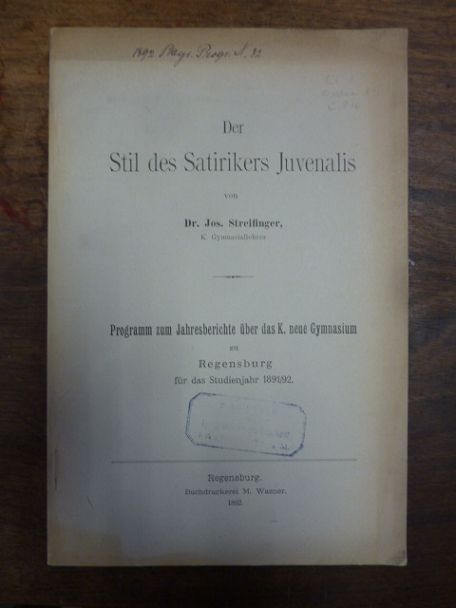 1892 Progr. N. 92
Der
Stil des Satirikers Juvenalis
von
Dr. Jos. Streifinger,
K. Gymnasiallehrer.
Programm zum Jahresberichte über das K. neue Gymnasium
zu
Regensburg
für das Studienjahr 1891/92.
Regensburg.
Buchdruckerei M. Wasner.
1892.